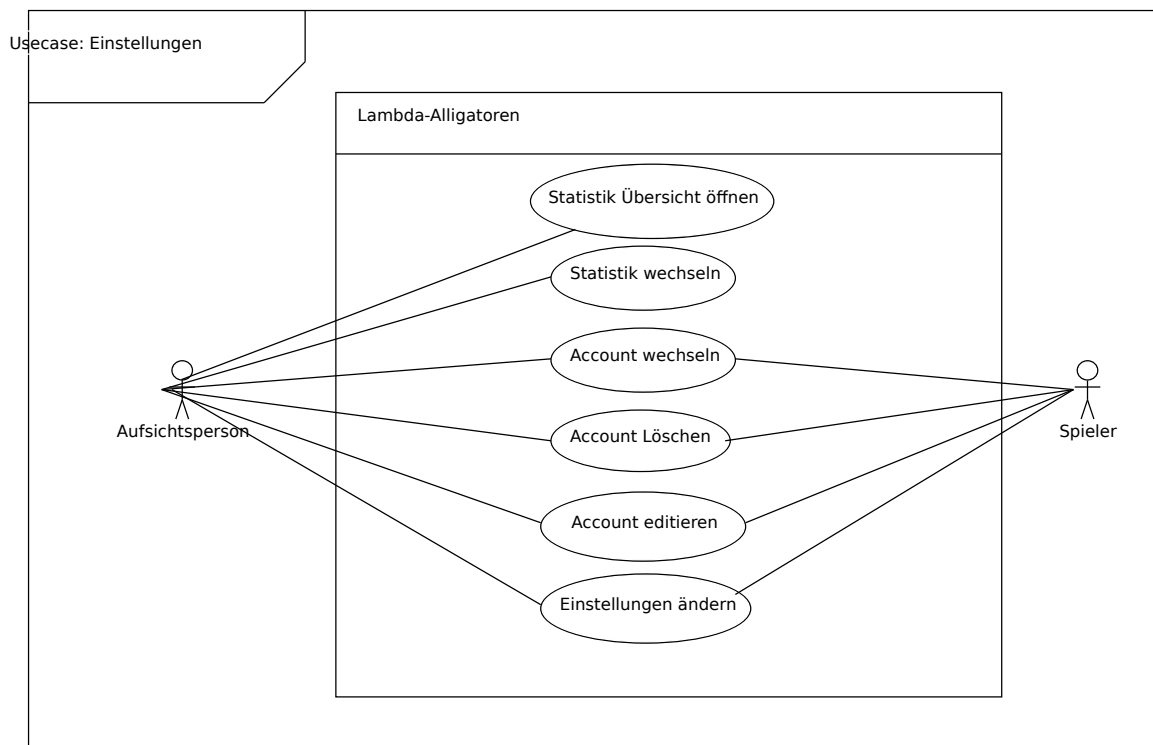 Usecase: Einstellungen
Lambda-Alligatoren
Statistik Übersicht öffnen
Statistik wechseln
Account wechseln
Account Löschen
Aufsichtsperson
Spieler
Account editieren
Einstellungen ändern